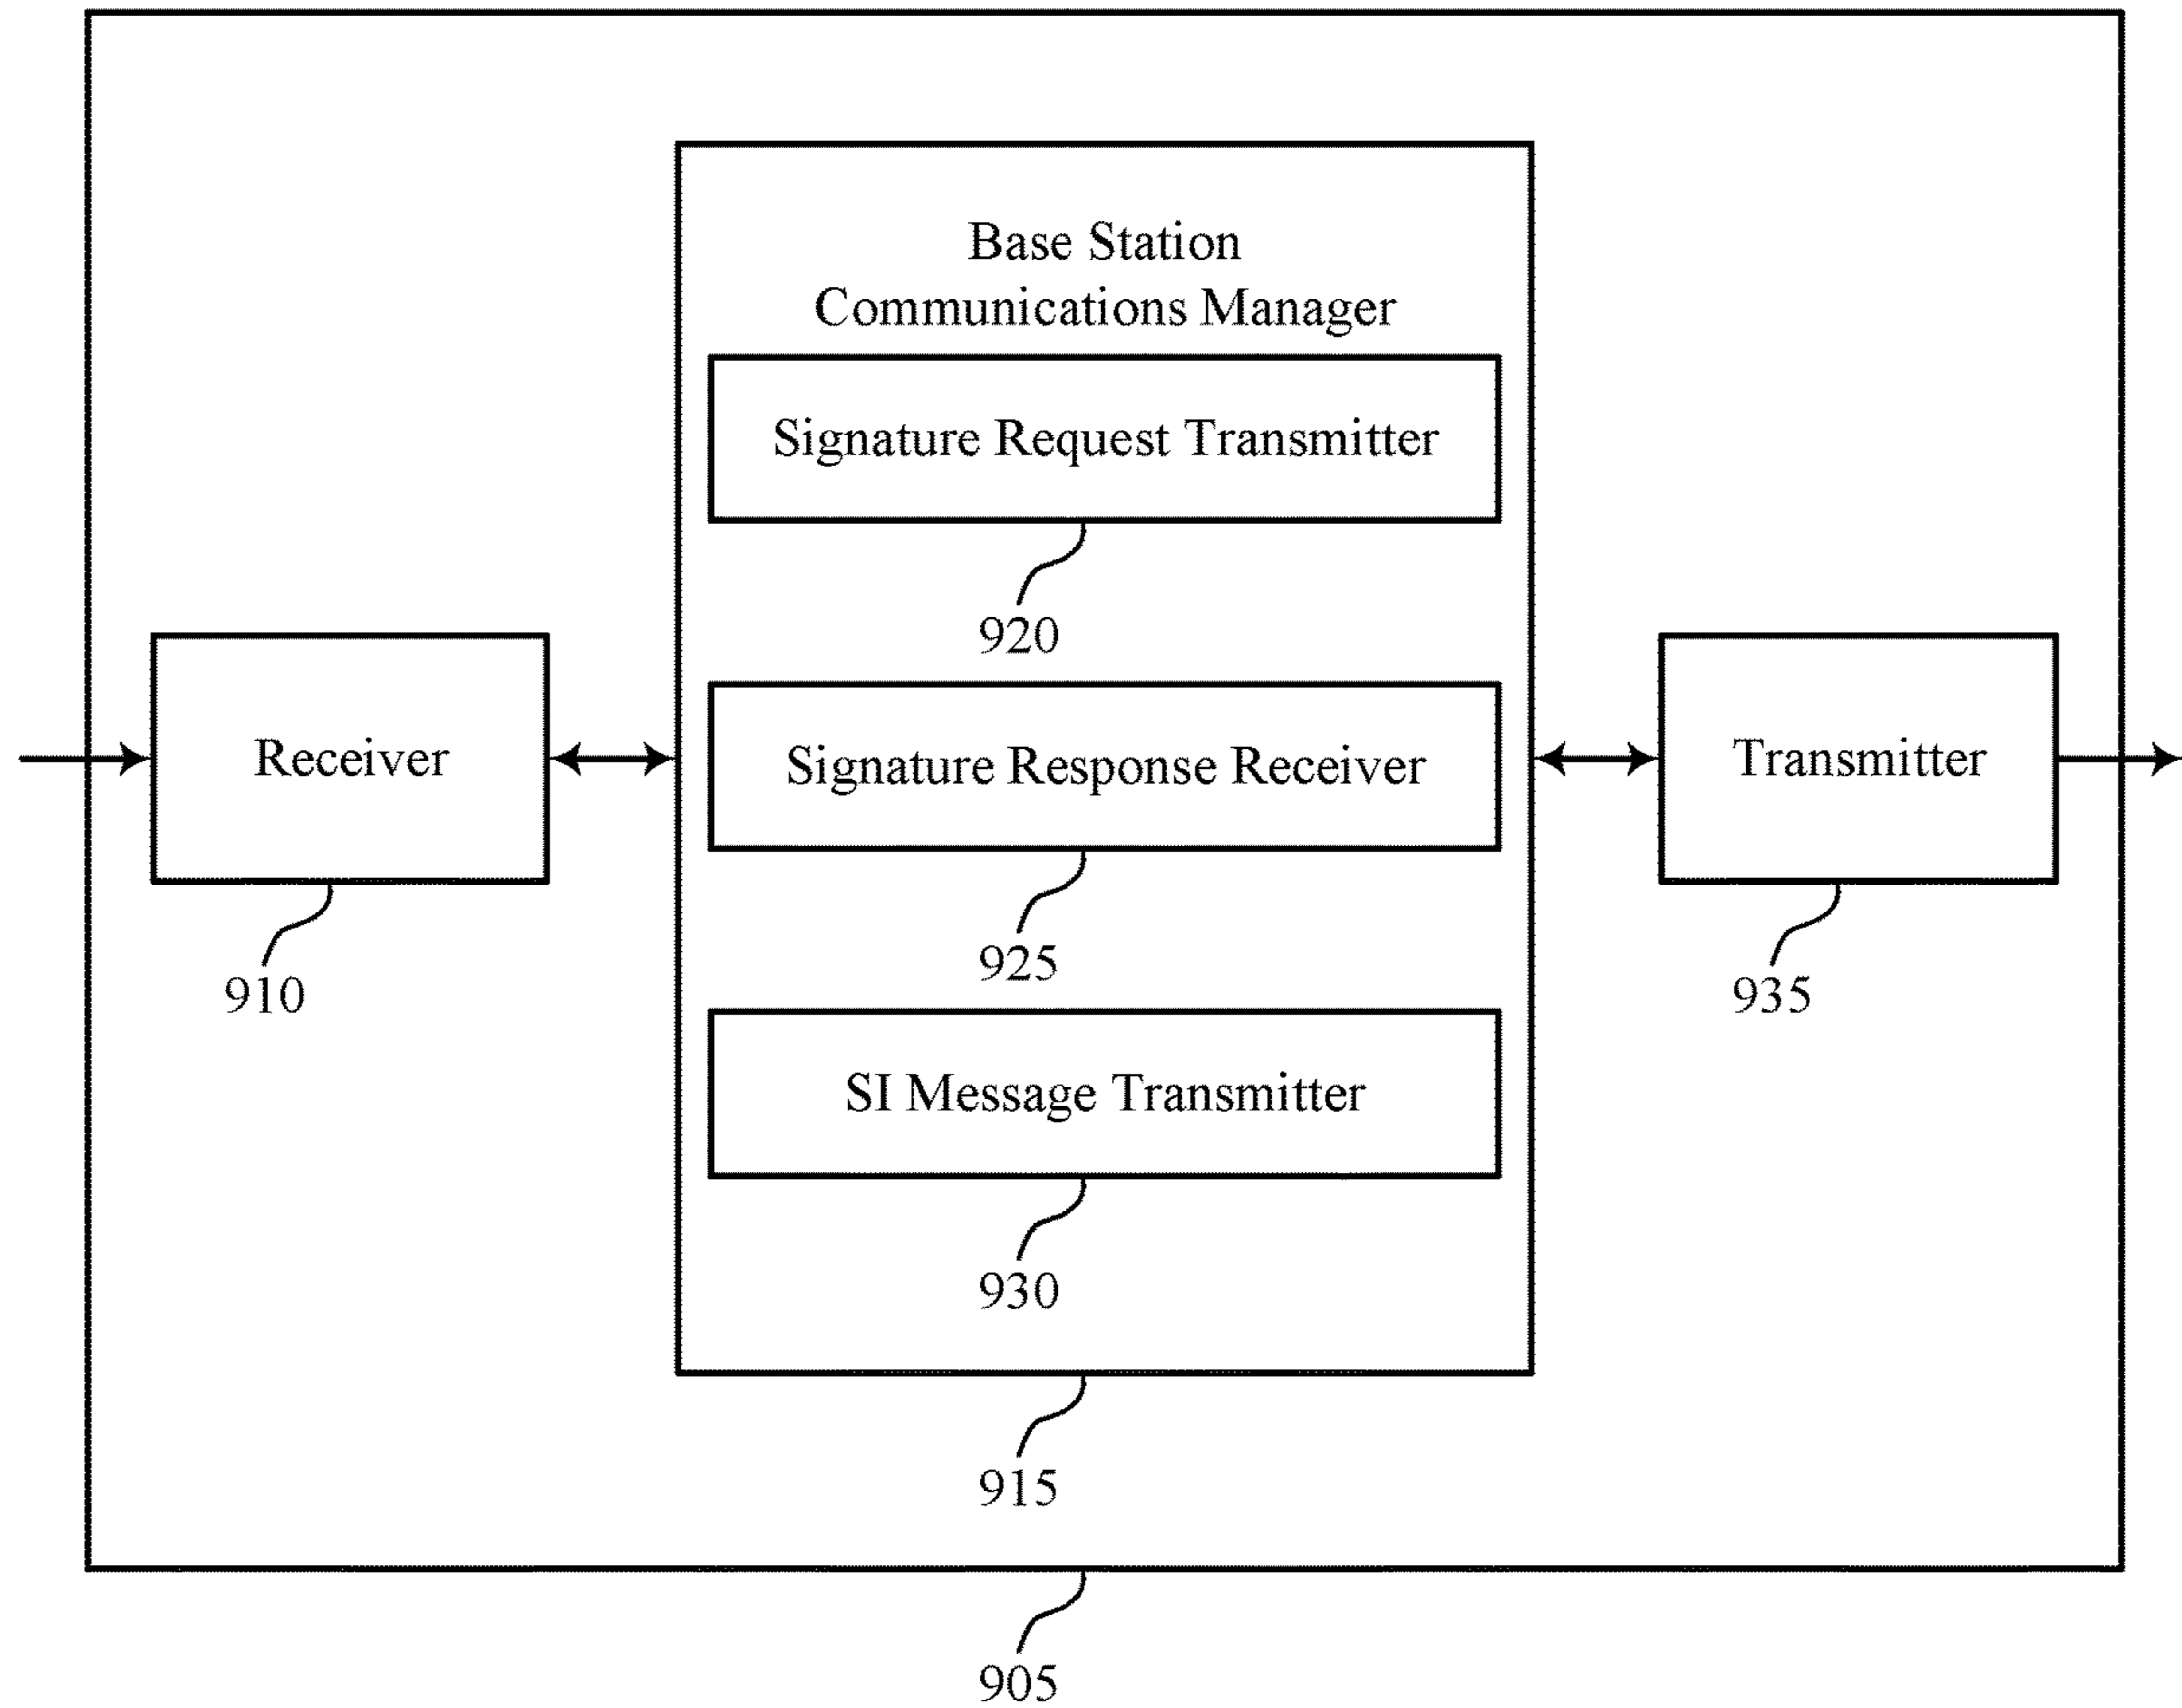 Base Station
Communications Manager
Signature Request Transmitter
920
Receiver
Signature Response Receiver
Transmitter
910
925
935
SI Message Transmitter
930
915
905